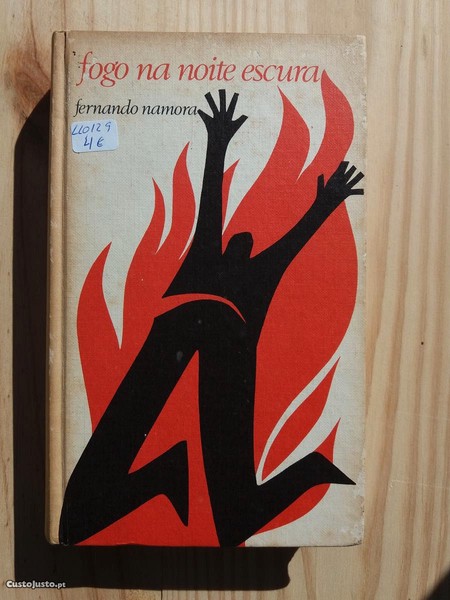 fogo na noite escura
fernando namora
LL0129
4€
CustoJusto.pt